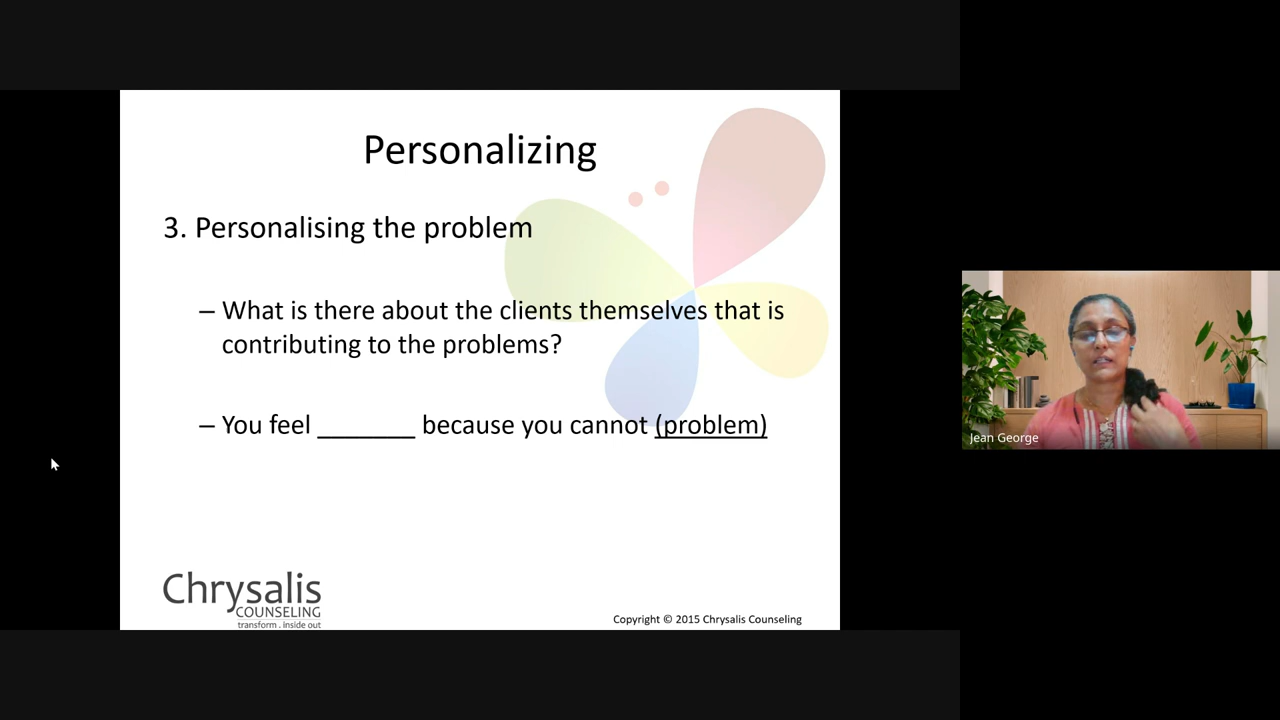 Personalizing
3. Personalising the problem
– What is there about the clients themselves that is
contributing to the problems?
– You feel _______ because you cannot (problem)
Chrysalis
COUNSELING
transform . inside out
Copyright © 2015 Chrysalis Counseling
Jean George